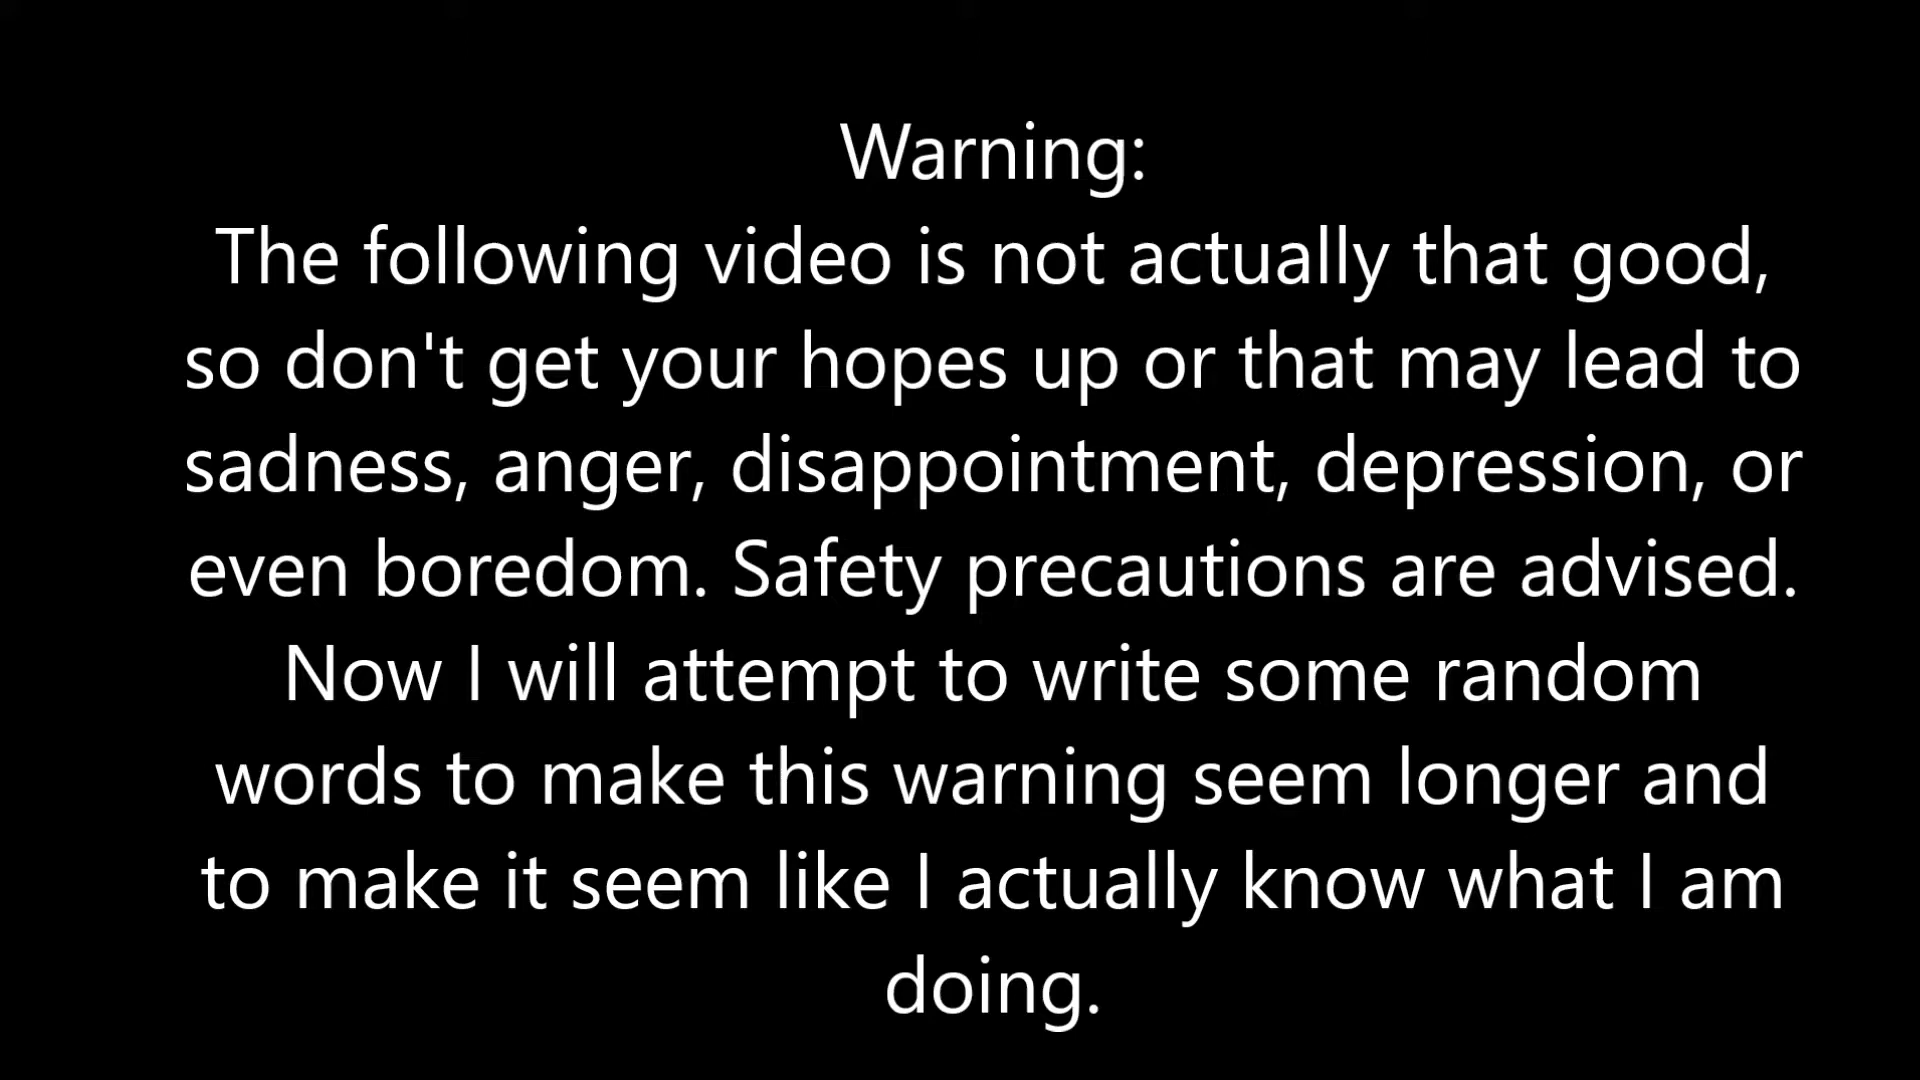 Warning:
The following video is not actually that good,
so don't get your hopes up or that may lead to
sadness, anger, disappointment, depression, or
even boredom. Safety precautions are advised.
Now I will attempt to write some random
words to make this warning seem longer and
to make it seem like I actually know what I am
doing.